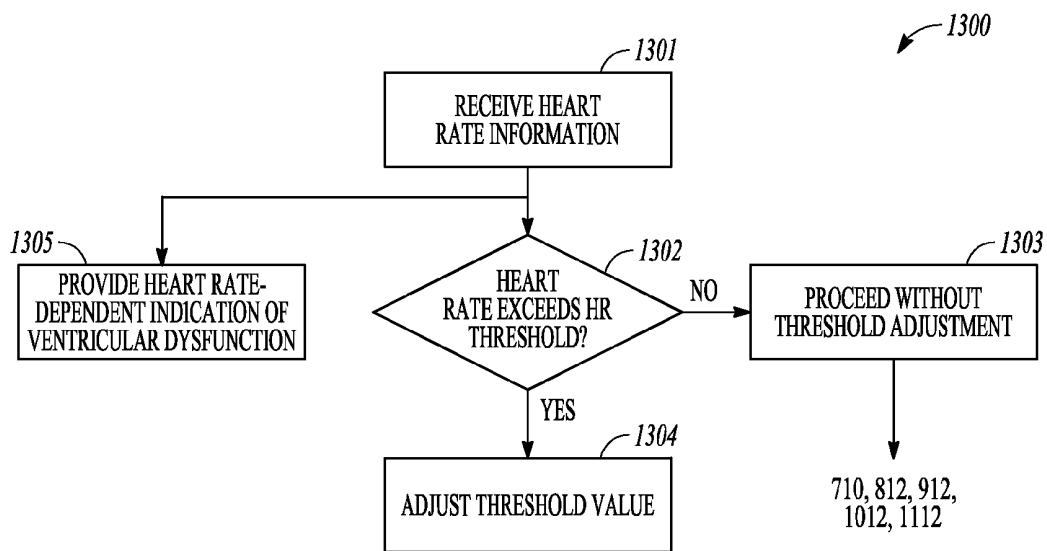 1300
1301
RECEIVE HEART
RATE INFORMATION
1305
PROVIDE HEART RATE-
DEPENDENT INDICATION OF
VENTRICULAR DYSFUNCTION
1302
HEART
RATE EXCEEDS HR
THRESHOLD?
NO
1303
PROCEED WITHOUT
THRESHOLD ADJUSTMENT
YES
1304
ADJUST THRESHOLD VALUE
710, 812, 912,
1012, 1112